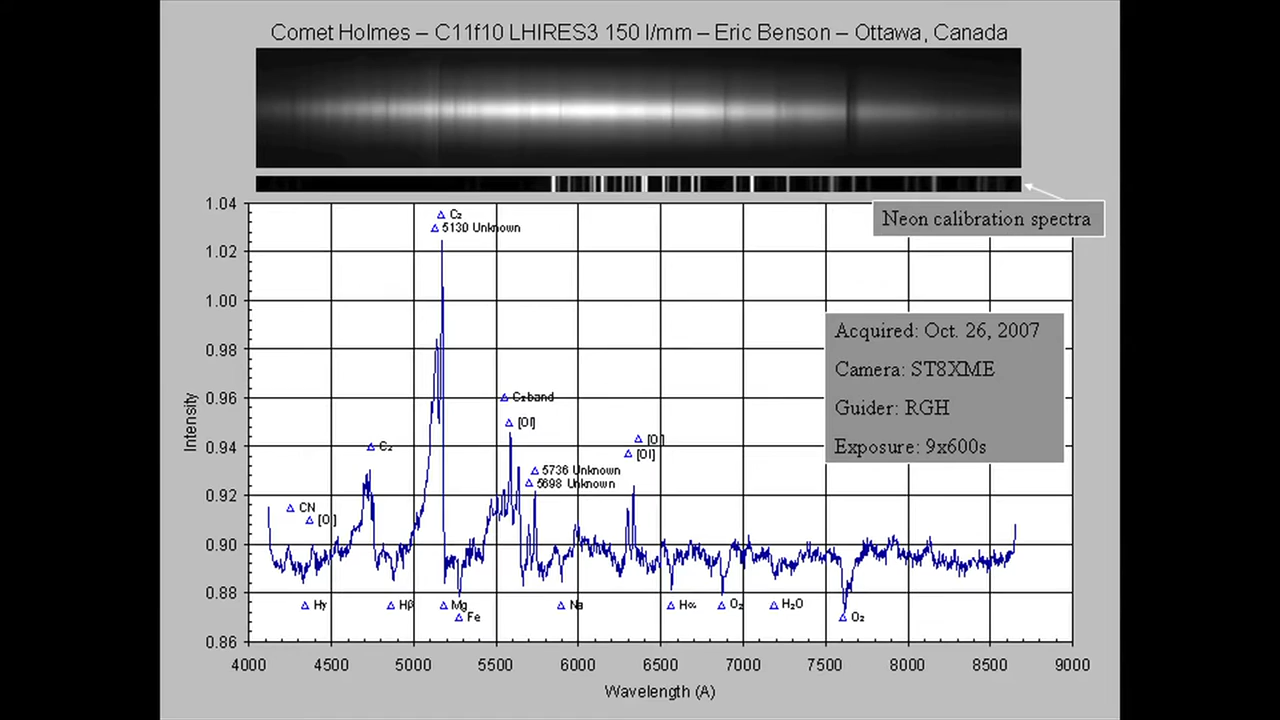 Comet Holmes – C11f10 LHIRES3 150 l/mm – Eric Benson – Ottawa, Canada
Neon calibration spectra
1.04
1.02
1.00
0.98
0.96
0.94
0.92
0.90
0.88
0.86
Intensity
C₂
5130 Unknown
Acquired: Oct. 26, 2007
Camera: ST8XME
Guider: RGH
Exposure: 9x600s
C₂ band
[OI]
[OI]
C₂
[OI]
5736 Unknown
5698 Unknown
CN
[OI]
Hγ
Hβ
Mg
Na
Hα
O₂
H₂O
Fe
O₂
4000 4500 5000 5500 6000 6500 7000 7500 8000 8500 9000
Wavelength (A)